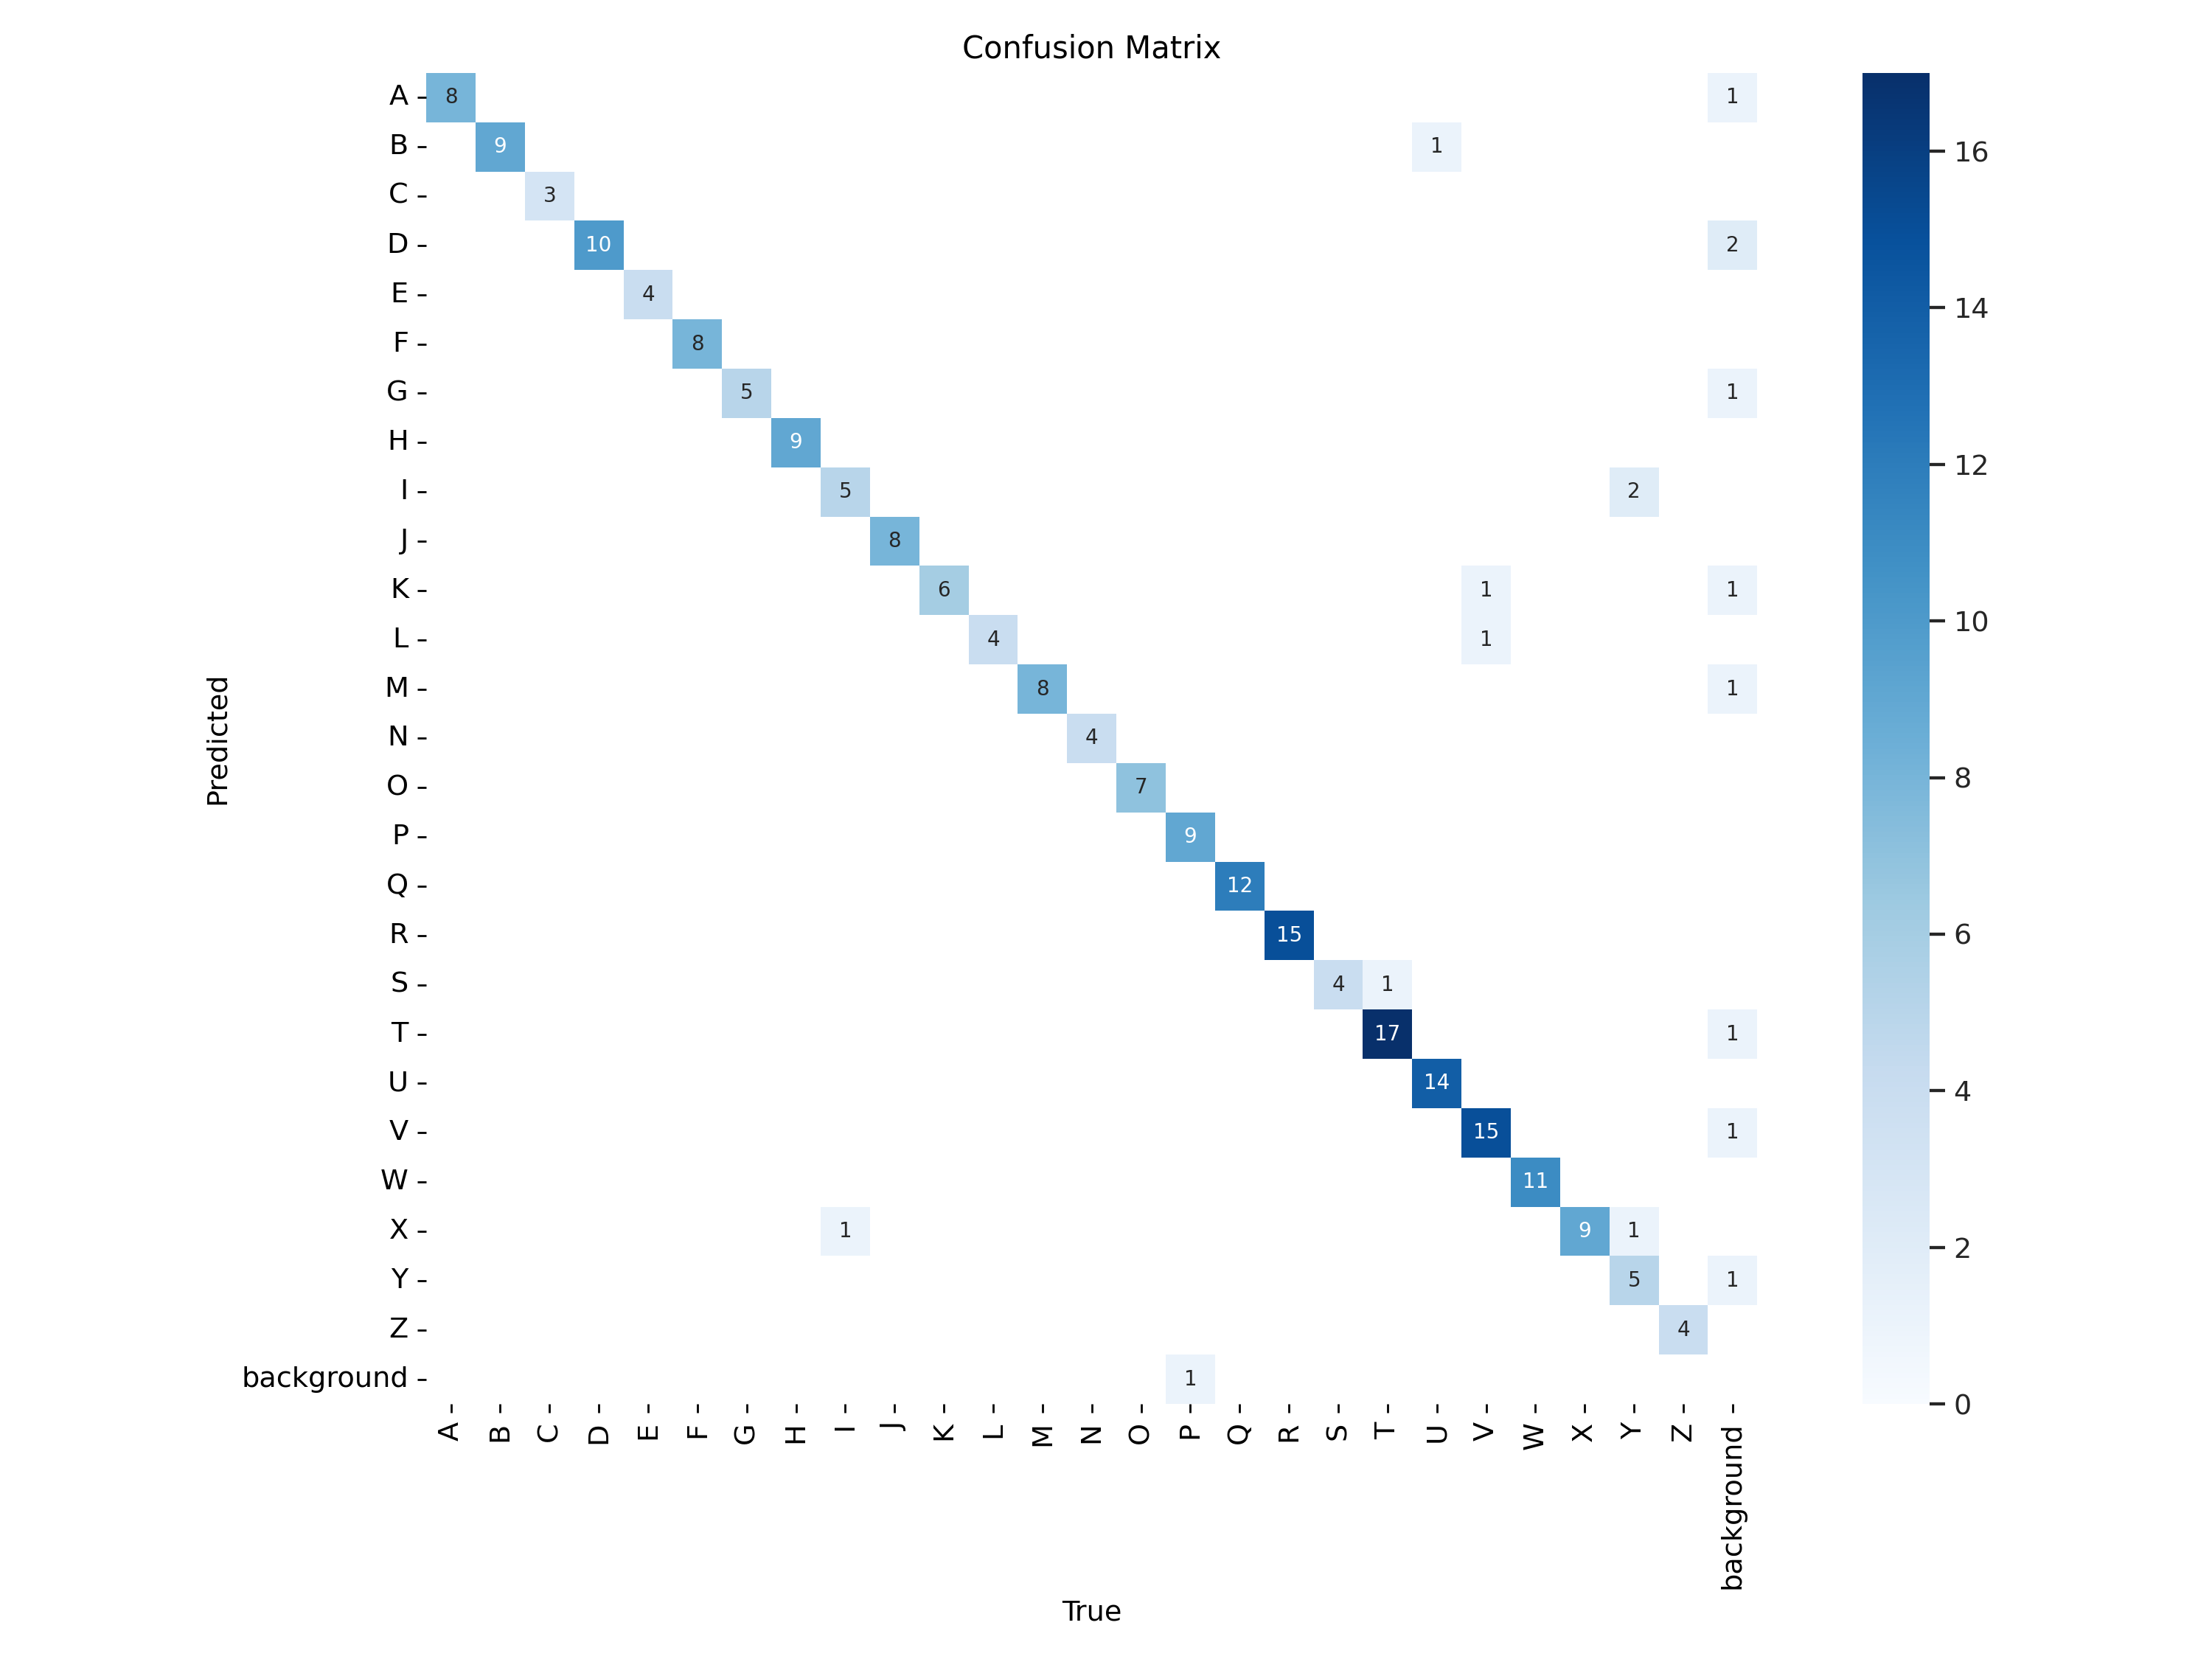 Confusion Matrix
A 8 1
B 9 1
C 3
D 10 2
E 4
F 8
G 5 1
H 9
I 5 2
J 8
K 6 1 1
L 4 1
M 8 1
N 4
O 7
P 9
Q 12
R 15
S 4 1
T 17 1
U 14
V 15 1
W 11
X 1 9 1
Y 5 1
Z 4
background 1
A B C D E F G H I J K L M N O P Q R S T U V W X Y Z background
True
Predicted
16
14
12
10
8
6
4
2
0